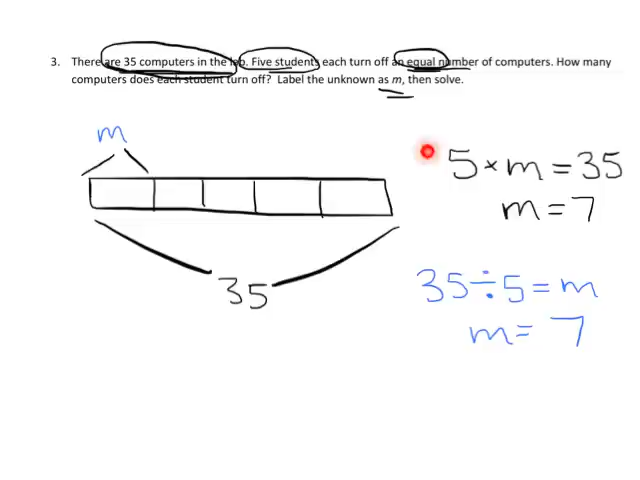 3. There are 35 computers in the lab. Five students each turn off an equal number of computers. How many
computers does each student turn off? Label the unknown as m, then solve.
m
35
5 × m = 35
m = 7
35 ÷ 5 = m
m = 7